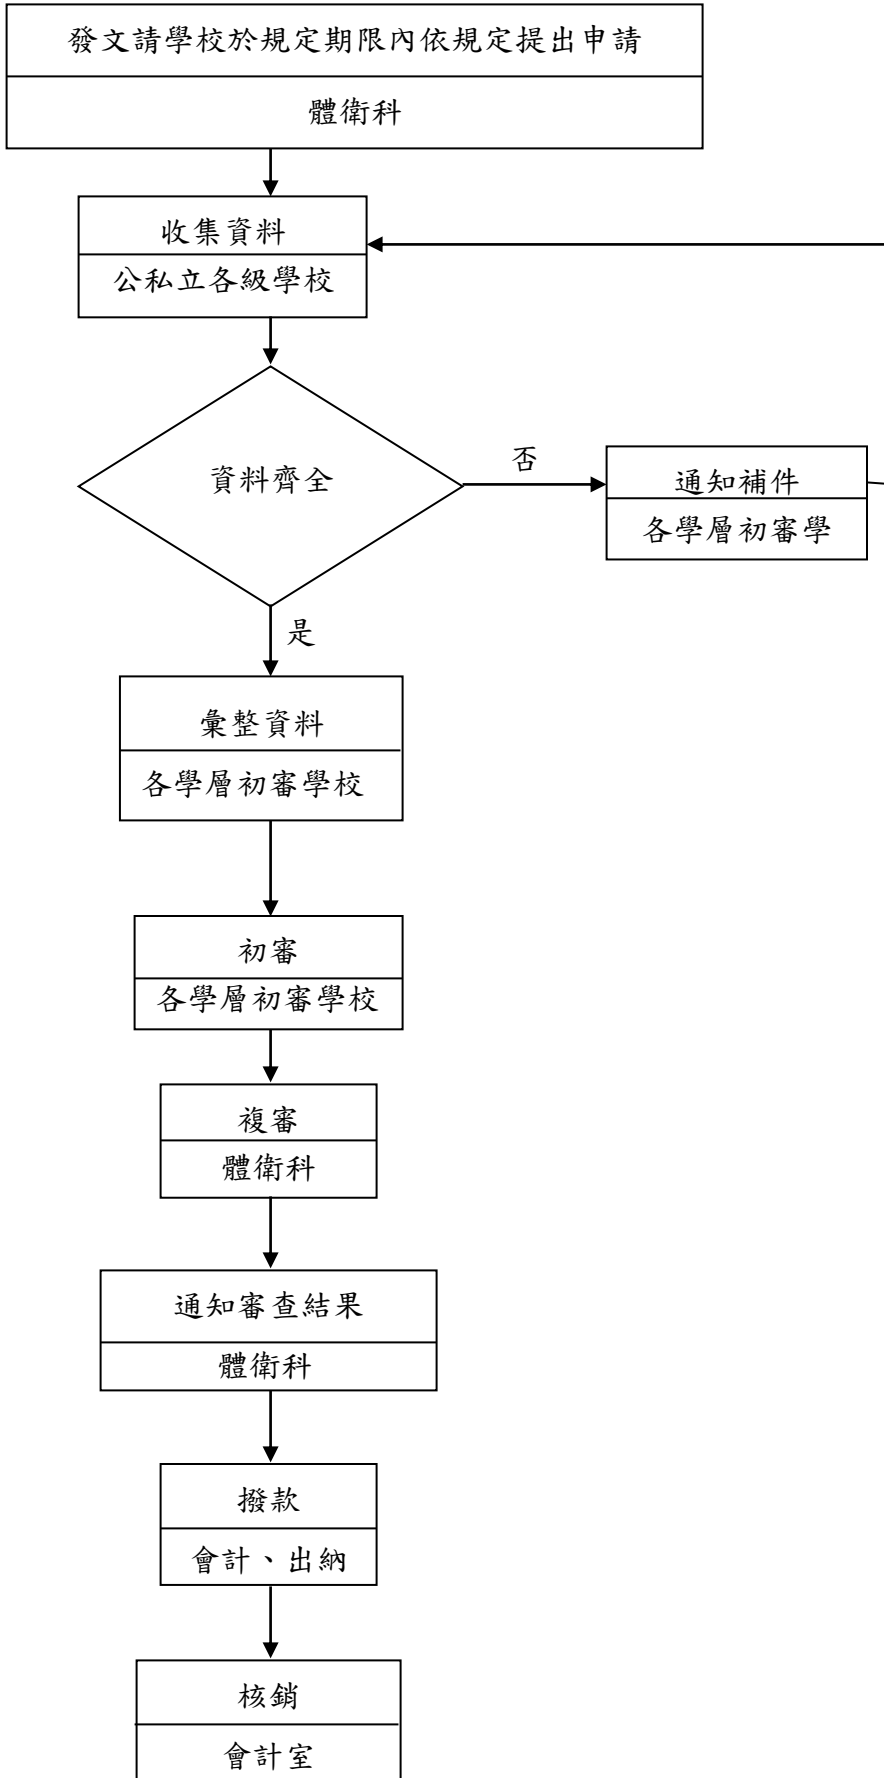 發文請學校於規定期限內依規定提出申請
體衛科
收集資料
公私立各級學校
資料齊全
否
通知補件
各學層初審學
是
彙整資料
各學層初審學校
初審
各學層初審學校
複審
體衛科
通知審查結果
體衛科
撥款
會計、出納
核銷
會計室